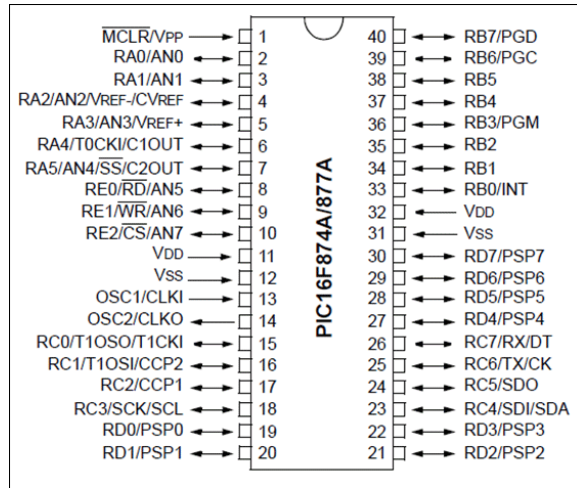 MCLR/VPP 1 40 RB7/PGD
RA0/AN0 2 39 RB6/PGC
RA1/AN1 3 38 RB5
RA2/AN2/VREF-/CVREF 4 37 RB4
RA3/AN3/VREF+ 5 36 RB3/PGM
RA4/T0CKI/C1OUT 6 35 RB2
RA5/AN4/SS/C2OUT 7 34 RB1
RE0/RD/AN5 8 33 RB0/INT
RE1/WR/AN6 9 32 VDD
RE2/CS/AN7 10 31 VSS
VDD 11 30 RD7/PSP7
VSS 12 29 RD6/PSP6
OSC1/CLKI 13 28 RD5/PSP5
OSC2/CLKO 14 27 RD4/PSP4
RC0/T1OSO/T1CKI 15 26 RC7/RX/DT
RC1/T1OSI/CCP2 16 25 RC6/TX/CK
RC2/CCP1 17 24 RC5/SDO
RC3/SCK/SCL 18 23 RC4/SDI/SDA
RD0/PSP0 19 22 RD3/PSP3
RD1/PSP1 20 21 RD2/PSP2
PIC16F874A/877A